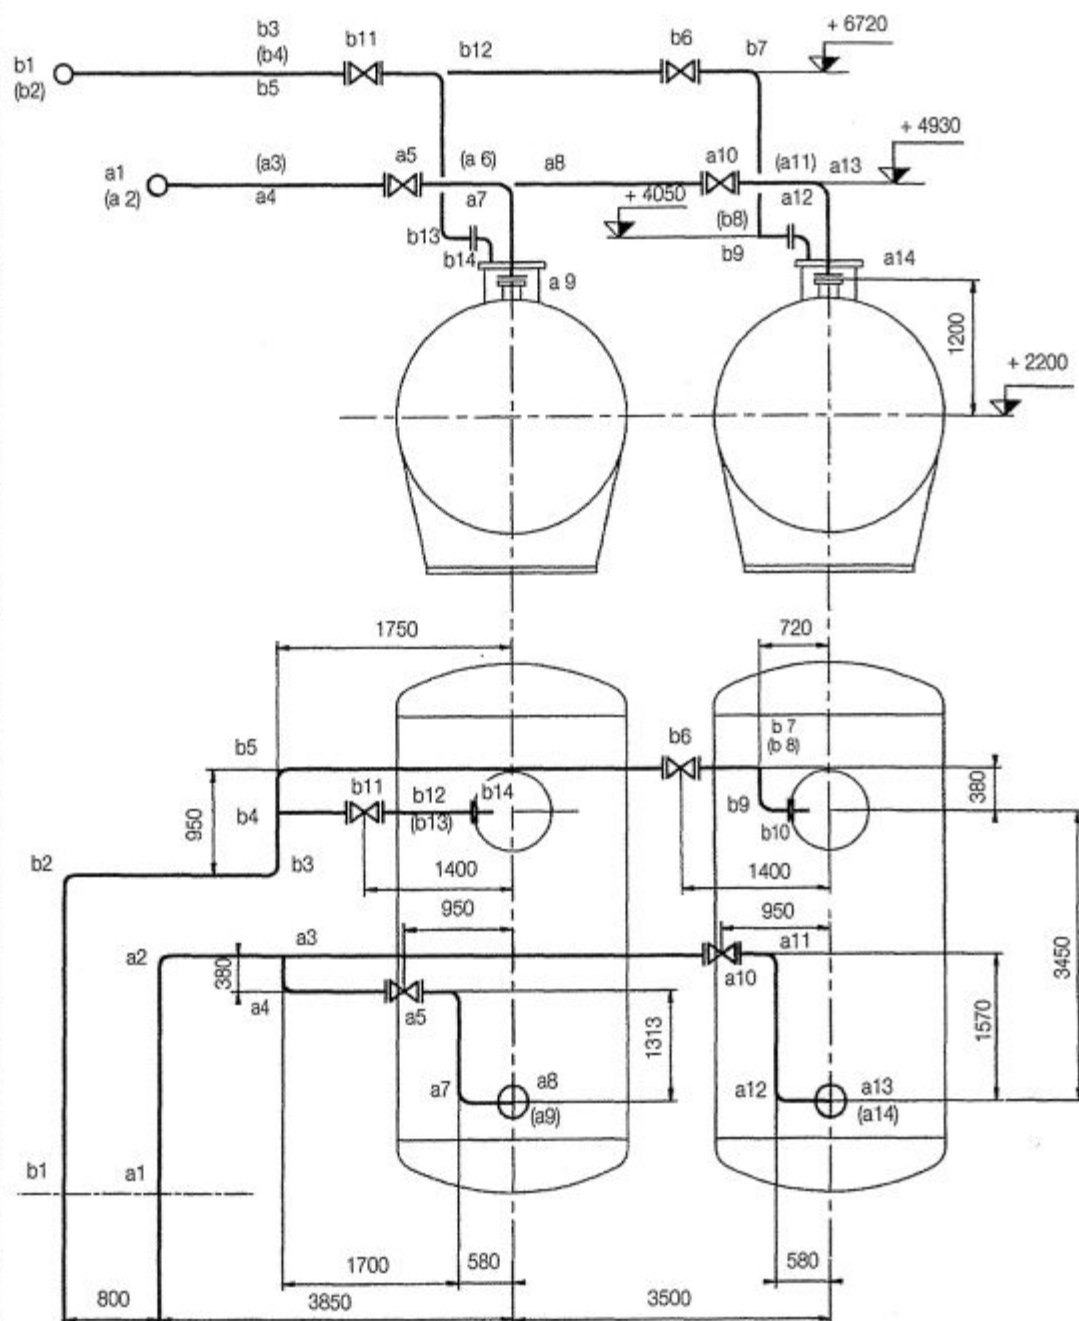 b3
(b4)
b11
b12
b6
b7
+ 6720
b1
(b2)
b5
+ 4930
a1
(a 2)
(a3)
a4
a5
(a 6)
a7
a8
a10
(a11)
a12
a13
+ 4050
b13
b14
(b8)
b9
a 9
a14
1200
+ 2200
1750
720
b5
b6
b 7
(b 8)
950
b11
b12
(b13)
b14
b4
b9
b10
380
b2
b3
1400
1400
950
950
a3
a11
a2
380
a4
a5
a10
3450
1313
1570
a7
a8
(a9)
a12
a13
(a14)
b1
a1
1700
580
580
800
3850
3500